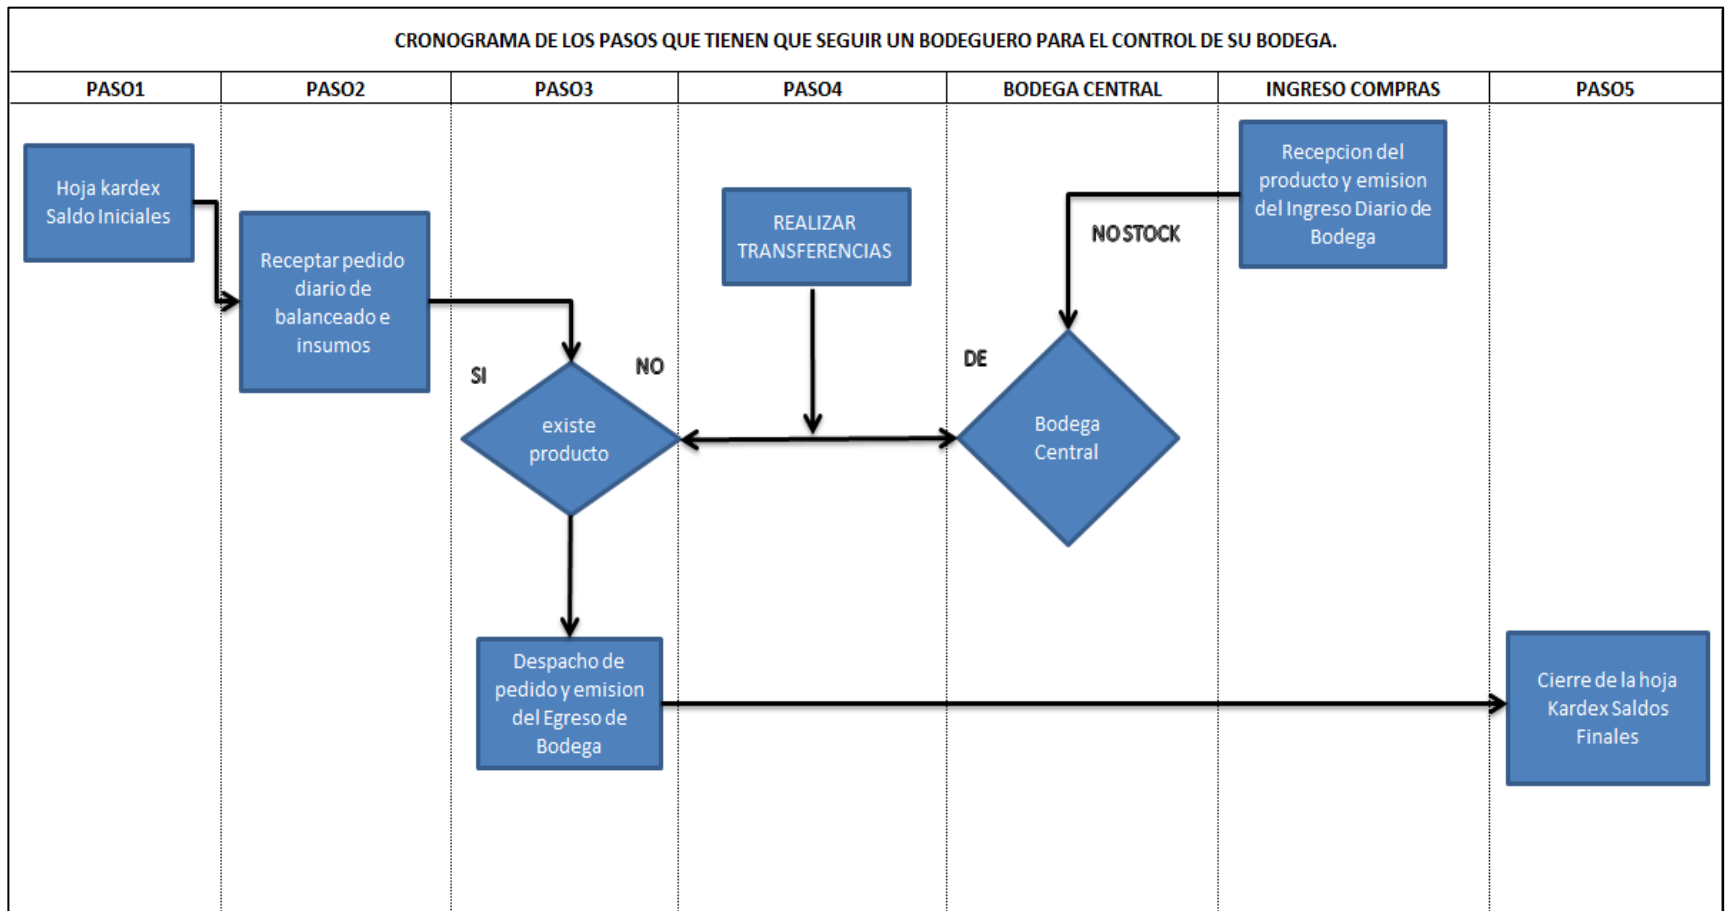 CRONOGRAMA DE LOS PASOS QUE TIENEN QUE SEGUIR UN BODEGUERO PARA EL CONTROL DE SU BODEGA.
PASO1
PASO2
PASO3
PASO4
BODEGA CENTRAL
INGRESO COMPRAS
PASO5
Hoja kardex
Saldo Iniciales
Receptar pedido
diario de
balanceado e
insumos
SI
NO
existe
producto
Despacho de
pedido y emision
del Egreso de
Bodega
REALIZAR
TRANSFERENCIAS
DE
Bodega
Central
NO STOCK
Recepcion del
producto y emision
del Ingreso Diario de
Bodega
Cierre de la hoja
Kardex Saldos
Finales